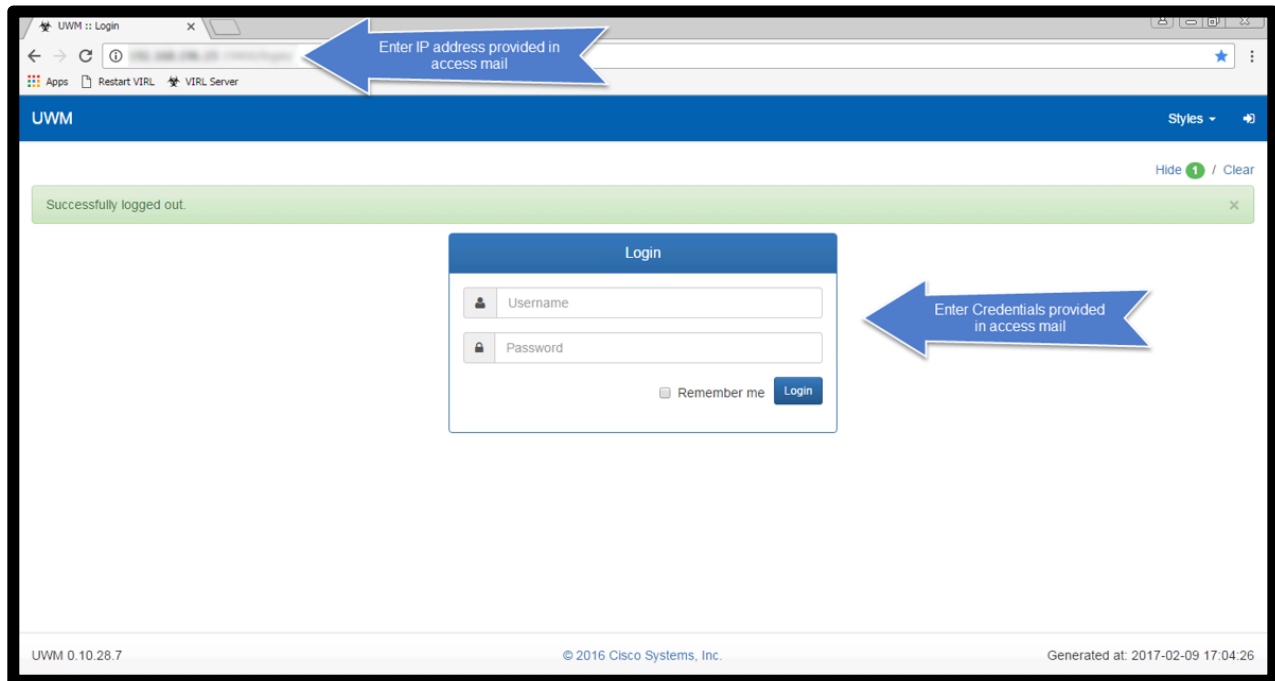 UWM :: Login
Enter IP address provided in
access mail
Apps Restart VIRL VIRL Server
UWM
Styles
Hide 1 / Clear
Successfully logged out.
Login
Username
Enter Credentials provided
in access mail
Password
Remember me Login
UWM 0.10.28.7 © 2016 Cisco Systems, Inc. Generated at: 2017-02-09 17:04:26